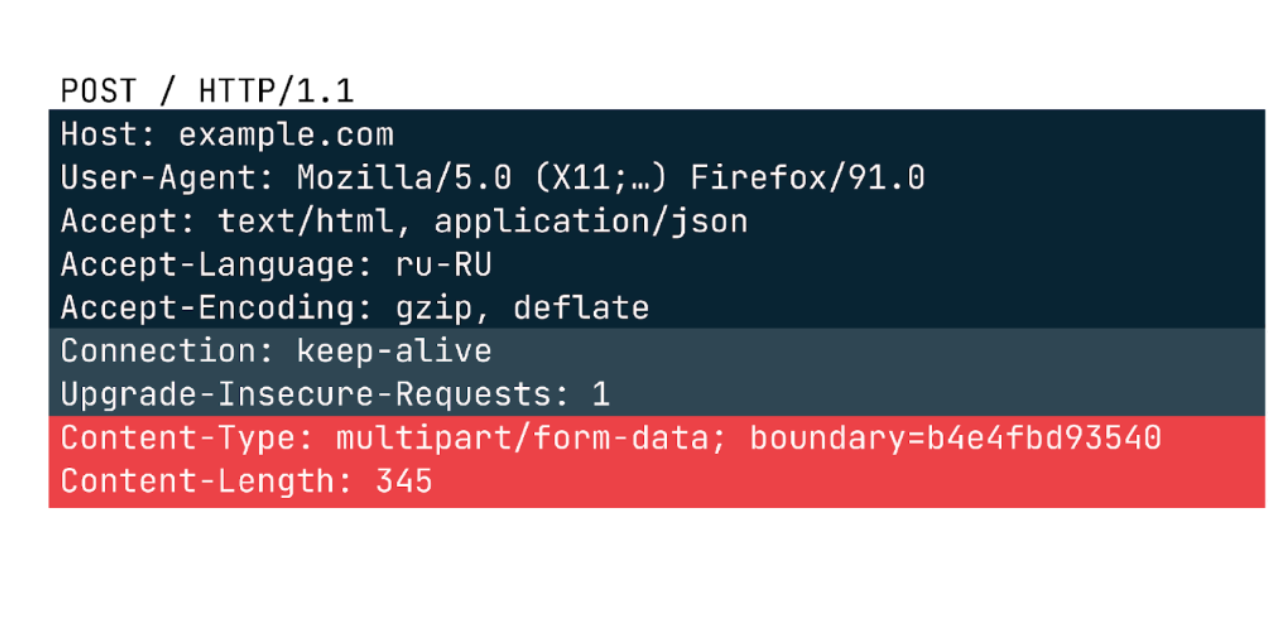 POST / HTTP/1.1
Host: example.com
User-Agent: Mozilla/5.0 (X11;…) Firefox/91.0
Accept: text/html, application/json
Accept-Language: ru-RU
Accept-Encoding: gzip, deflate
Connection: keep-alive
Upgrade-Insecure-Requests: 1
Content-Type: multipart/form-data; boundary=b4e4fbd93540
Content-Length: 345